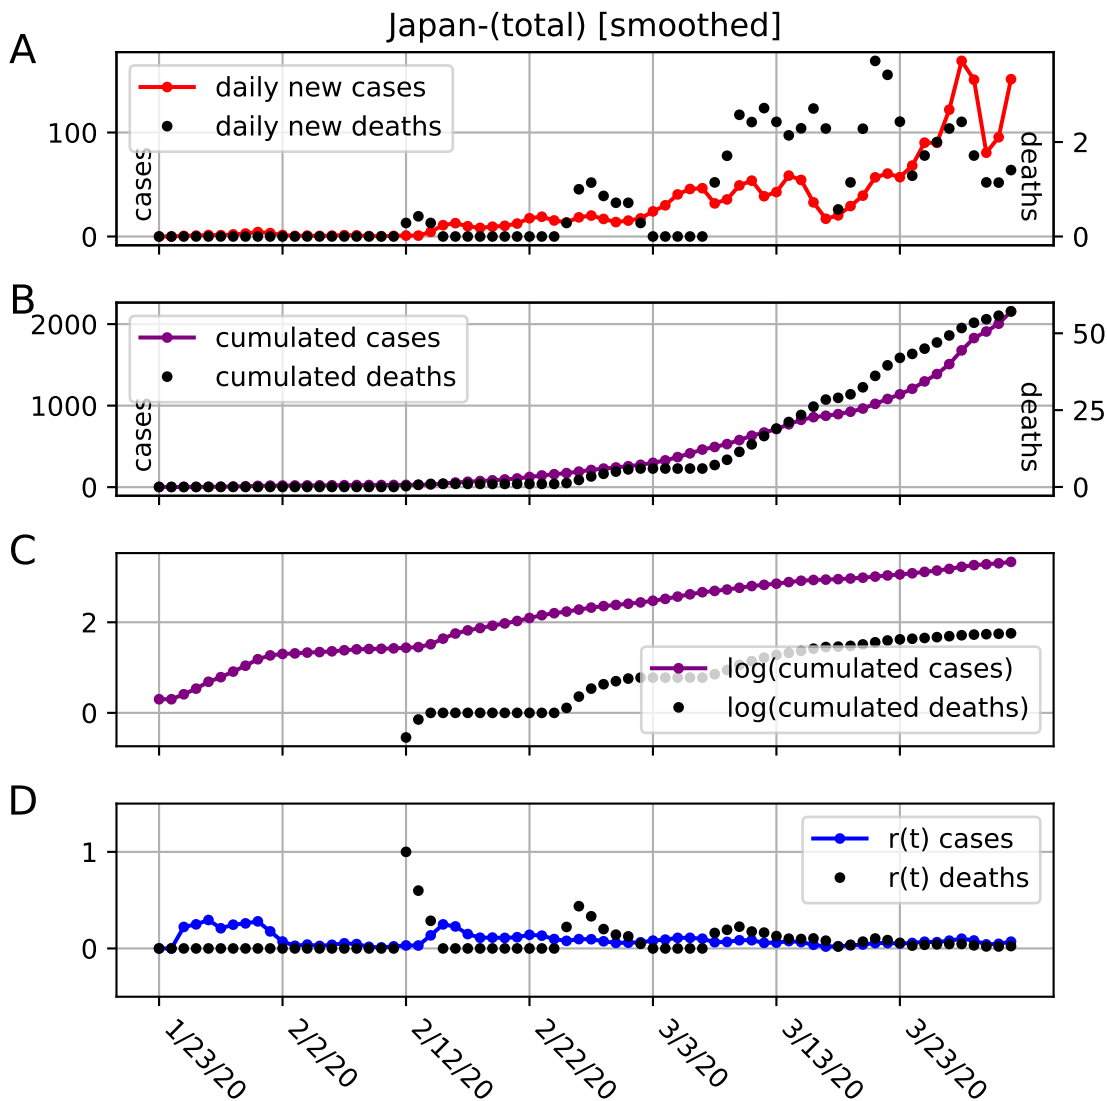 Japan-(total) [smoothed]
A
daily new cases
daily new deaths
100
0
cases
2
0
deaths
B
cumulated cases
cumulated deaths
2000
1000
0
cases
50
25
0
deaths
C
2
0
log(cumulated cases)
log(cumulated deaths)
D
1
0
r(t) cases
r(t) deaths
1/23/20
2/2/20
2/12/20
2/22/20
3/3/20
3/13/20
3/23/20